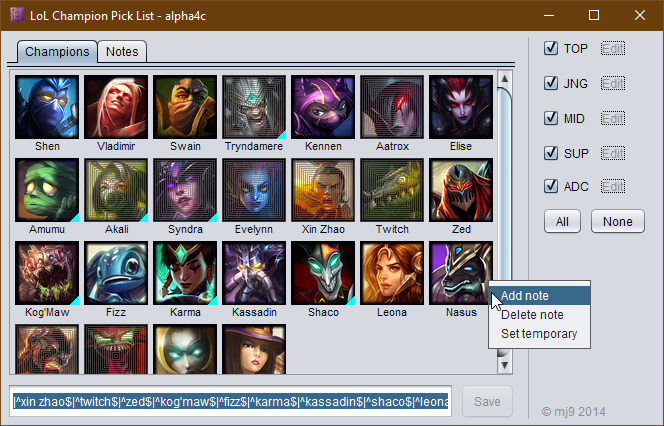 LoL Champion Pick List - alpha4c
Champions Notes
TOP Edit
JNG Edit
MID Edit
SUP Edit
ADC Edit
All None
Shen Vladimir Swain Tryndamere Kennen Aatrox Elise
Amumu Akali Syndra Evelynn Xin Zhao Twitch Zed
Kog'Maw Fizz Karma Kassadin Shaco Leona Nasus
Add note
Delete note
Set temporary
|^xin zhao$|^twitch$|^zed$|^kog'maw$|^fizz$|^karma$|^kassadin$|^shaco$|^leona
Save
© mj9 2014